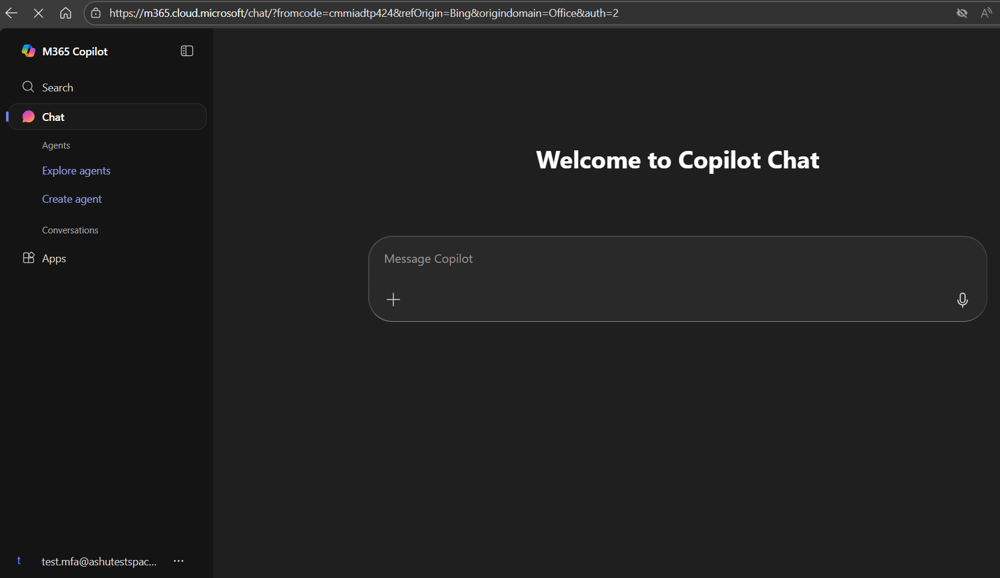 https://m365.cloud.microsoft/chat/?fromcode=cmmiadtp424&refOrigin=Bing&origindomain=Office&auth=2
M365 Copilot
Search
Chat
Agents
Explore agents
Create agent
Conversations
Apps
test.mfa@ashutestspac...
t
Welcome to Copilot Chat
Message Copilot